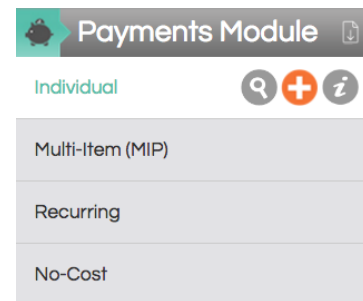 Payments Module
Individual
Multi-Item (MIP)
Recurring
No-Cost